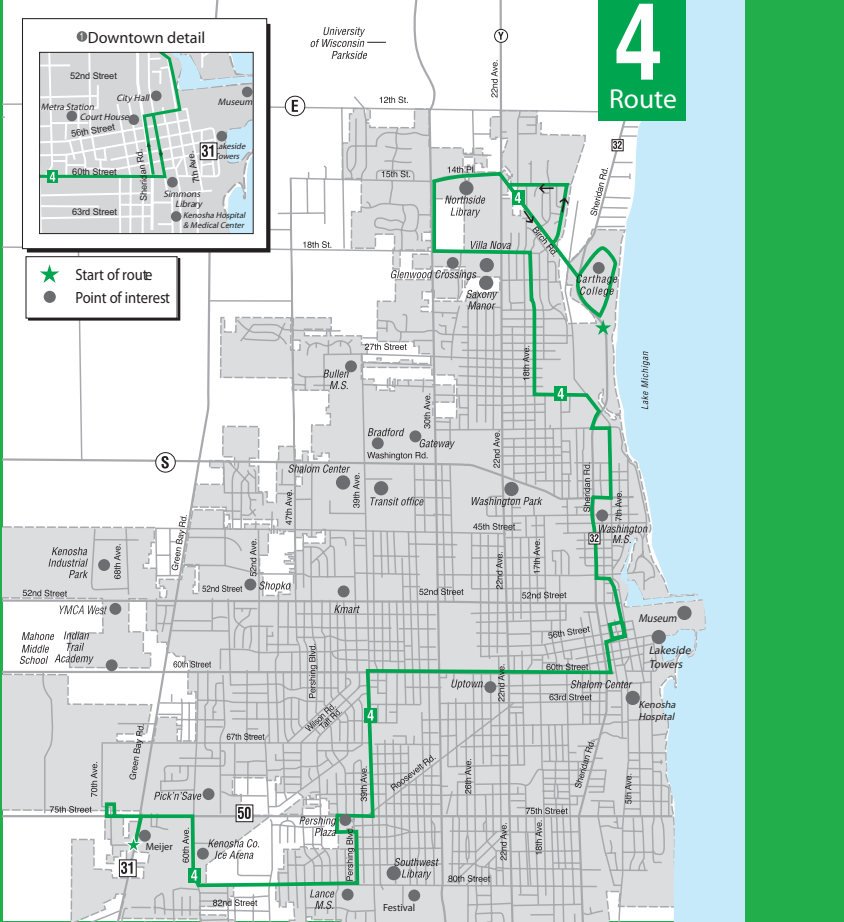 4
Route
Downtown detail
52nd Street
City Hall
Museum
Metra Station
Court House
56th Street
31
Lakeside
Towers
Sheridan Rd.
7th Ave.
60th Street
4
Simmons
Library
63rd Street
Kenosha Hospital
& Medical Center
Start of route
Point of interest
University
of Wisconsin
Parkside
Y
22nd Ave.
E
12th St.
32
Sheridan Rd.
15th St.
14th Pl.
Northside
Library
4
Birch Rd.
18th St.
Villa Nova
Glenwood Crossings
Saxony
Manor
Carthage
College
Lake Michigan
27th Street
18th Ave.
Bullen
M.S.
4
30th Ave.
22nd Ave.
Bradford
Gateway
Washington Rd.
S
Shalom Center
39th Ave.
47th Ave.
Transit office
Washington Park
Sheridan Rd.
7th Ave.
45th Street
Washington
M.S.
32
Green Bay Rd.
52nd Ave.
22nd Ave.
17th Ave.
Kenosha
Industrial
Park
68th Ave.
52nd Street
52nd Street
Shopko
52nd Street
52nd Street
Kmart
YMCA West
Museum
Mahone
Middle
School
Indian
Trail
Academy
56th Street
Lakeside
Towers
60th Street
Pershing Blvd.
60th Street
Uptown
22nd Ave.
Shalom Center
63rd Street
Kenosha
Hospital
Wilson Rd.
Taft Rd.
4
67th Street
Green Bay Rd.
70th Ave.
39th Ave.
Roosevelt Rd.
26th Ave.
Sheridan Rd.
5th Ave.
Pick'n'Save
75th Street
50
75th Street
Pershing
Plaza
Pershing Blvd.
22nd Ave.
18th Ave.
Meijer
60th Ave.
Kenosha Co.
Ice Arena
31
4
Southwest
Library
80th Street
82nd Street
Lance
M.S.
Festival